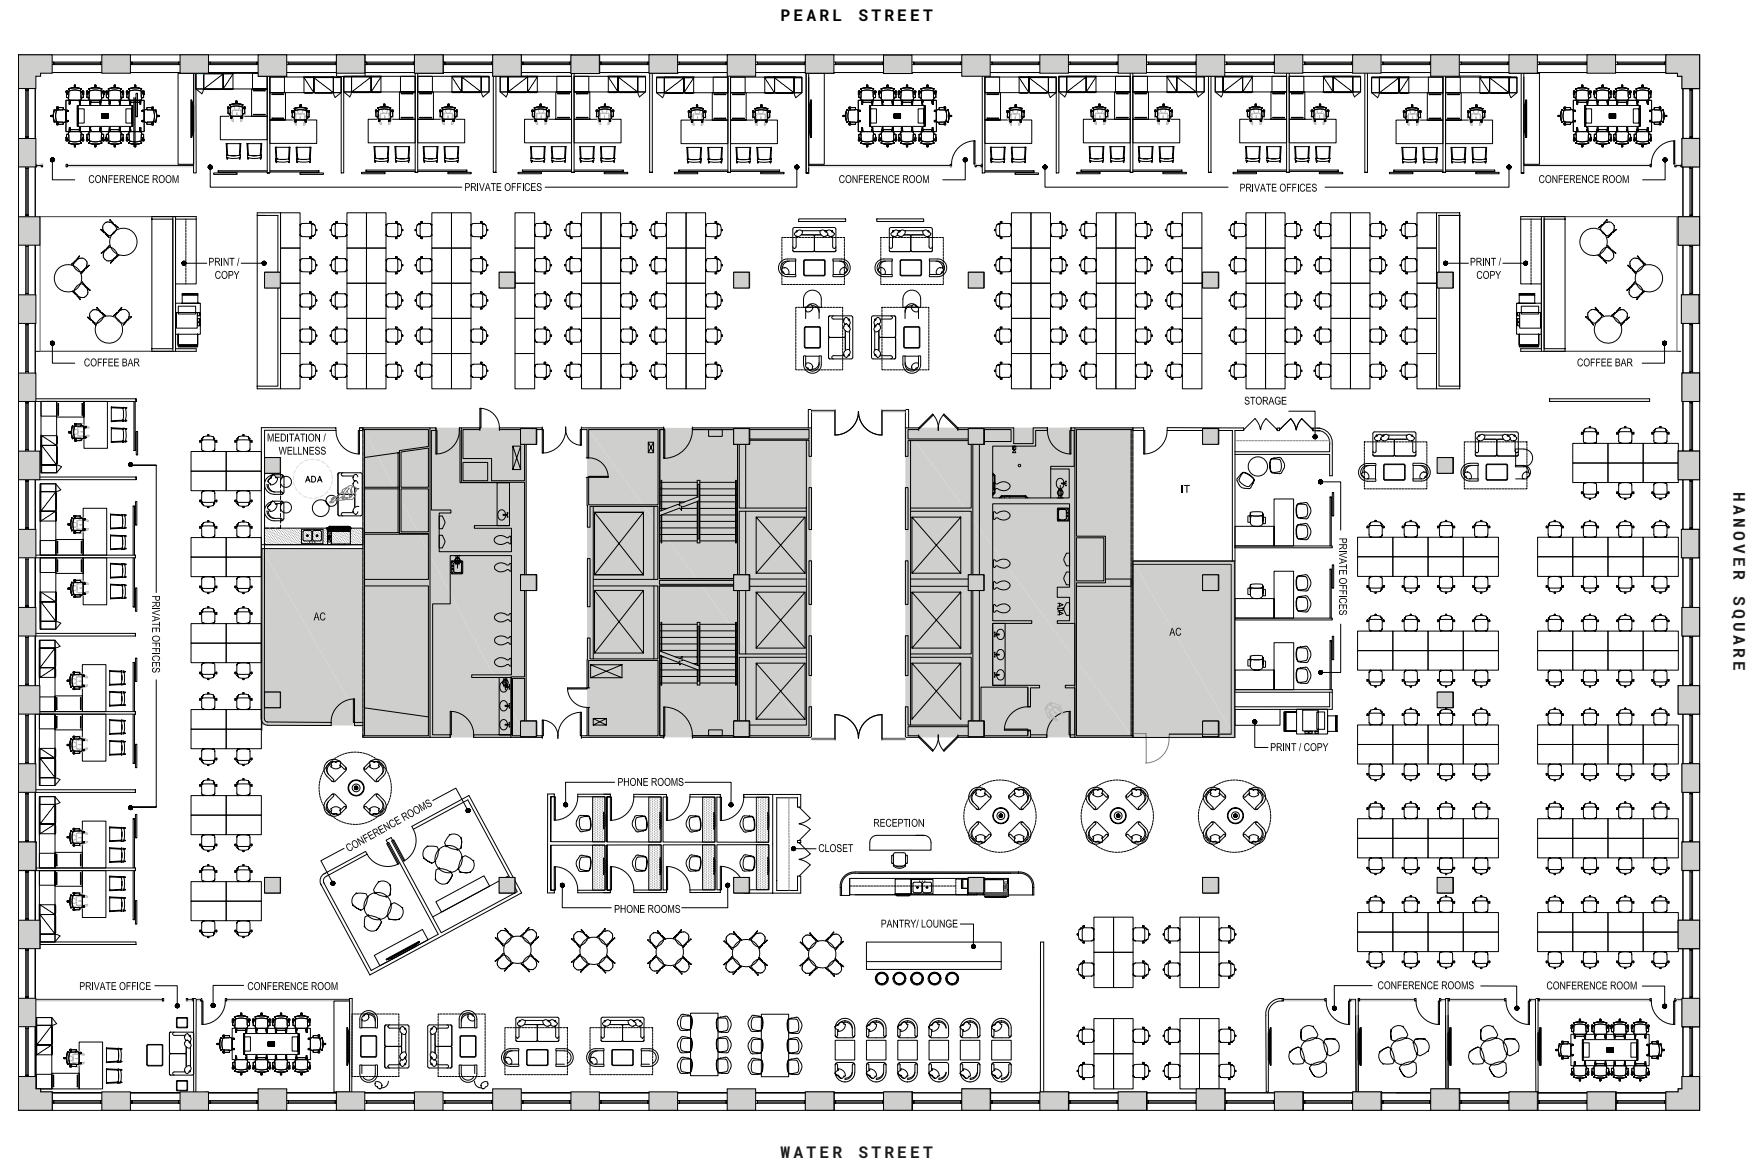 PEARL STREET
CONFERENCE ROOM
PRIVATE OFFICES
CONFERENCE ROOM
PRIVATE OFFICES
CONFERENCE ROOM
PRINT /
COPY
PRINT /
COPY
COFFEE BAR
COFFEE BAR
STORAGE
MEDITATION /
WELLNESS
ADA
IT
HANOVER SQUARE
PRIVATE OFFICES
PRIVATE OFFICES
ADA
AC
AC
PRINT / COPY
PHONE ROOMS
CONFERENCE ROOMS
RECEPTION
CLOSET
PHONE ROOMS
PANTRY/ LOUNGE
PRIVATE OFFICE
CONFERENCE ROOM
CONFERENCE ROOMS
CONFERENCE ROOM
WATER STREET